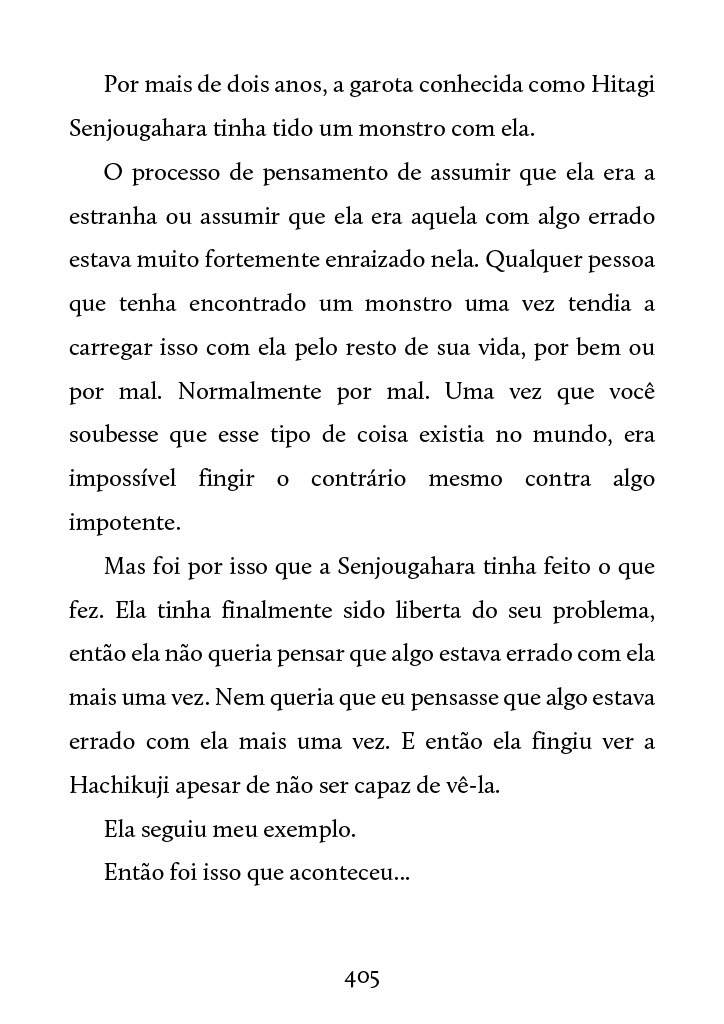 Por mais de dois anos, a garota conhecida como Hitagi
Senjougahara tinha tido um monstro com ela.
O processo de pensamento de assumir que ela era a
estranha ou assumir que ela era aquela com algo errado
estava muito fortemente enraizado nela. Qualquer pessoa
que tenha encontrado um monstro uma vez tendia a
carregar isso com ela pelo resto de sua vida, por bem ou
por mal. Normalmente por mal. Uma vez que você
soubesse que esse tipo de coisa existia no mundo, era
impossível fingir o contrário mesmo contra algo
impotente.
Mas foi por isso que a Senjougahara tinha feito o que
fez. Ela tinha finalmente sido liberta do seu problema,
então ela não queria pensar que algo estava errado com ela
mais uma vez. Nem queria que eu pensasse que algo estava
errado com ela mais uma vez. E então ela fingiu ver a
Hachikuji apesar de não ser capaz de vê-la.
Ela seguiu meu exemplo.
Então foi isso que aconteceu...
405